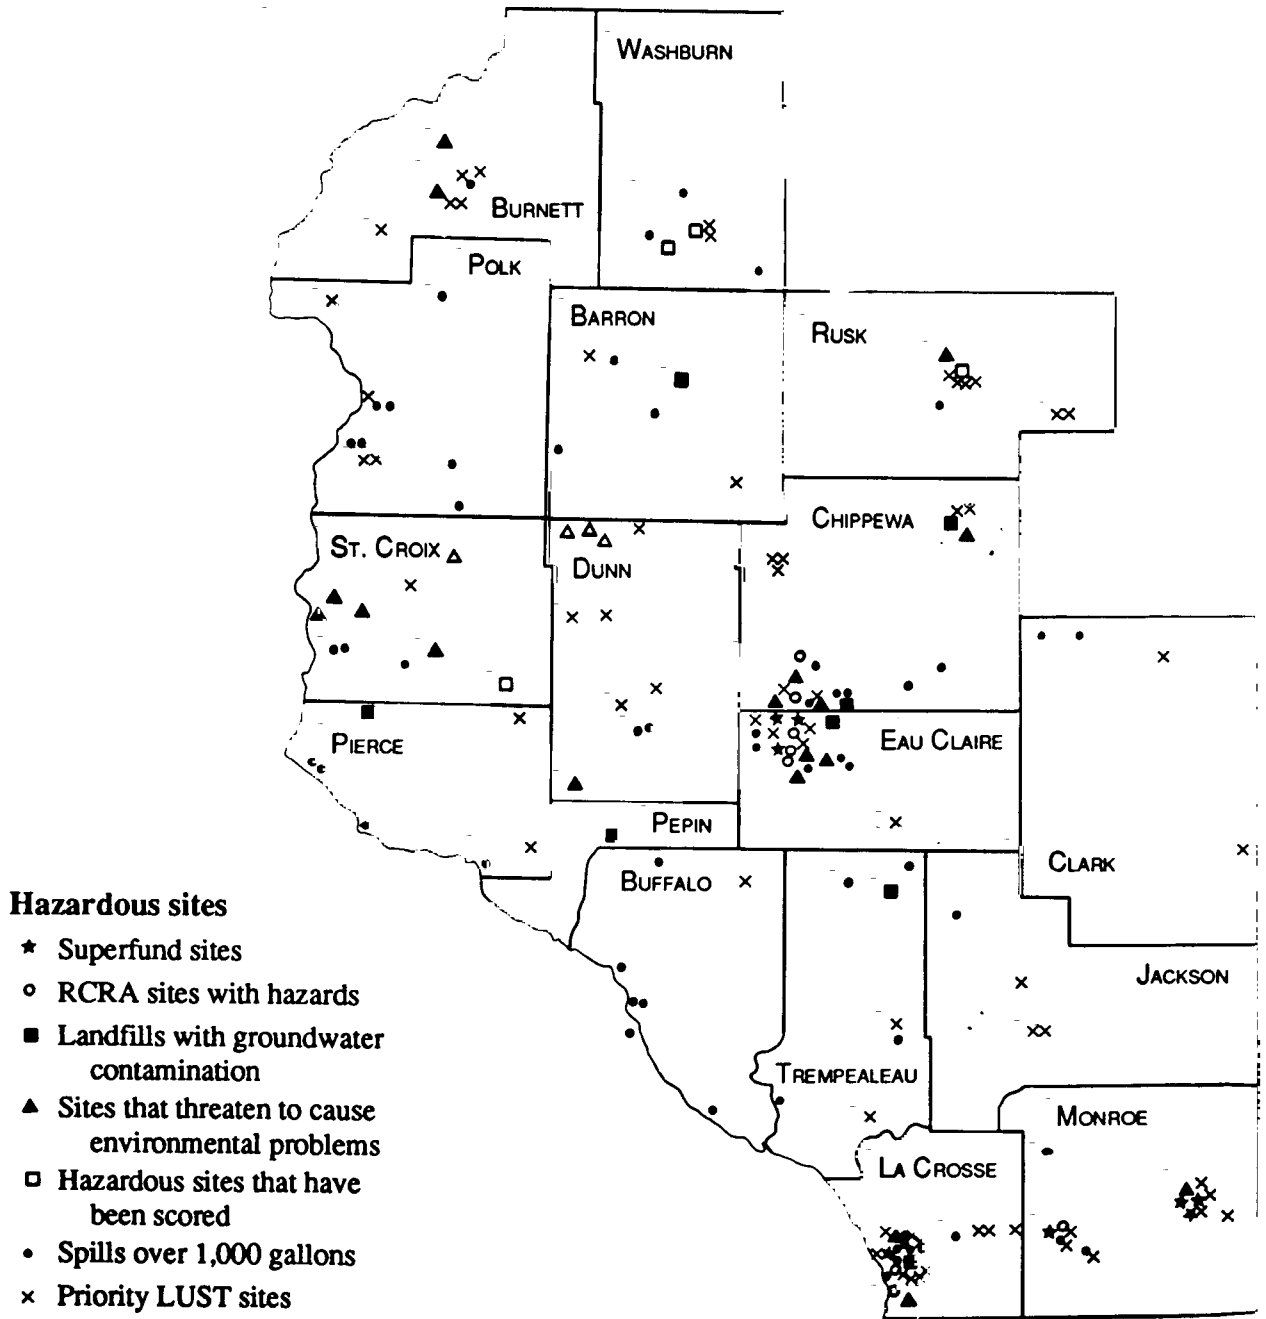 WASHBURN
BURNETT
POLK
BARRON
RUSK
CHIPPEWA
ST. CROIX
DUNN
PIERCE
EAU CLAIRE
PEPIN
CLARK
BUFFALO
JACKSON
TREMPEALEAU
MONROE
LA CROSSE
Hazardous sites
Superfund sites
RCRA sites with hazards
Landfills with groundwater
contamination
Sites that threaten to cause
environmental problems
Hazardous sites that have
been scored
Spills over 1,000 gallons
Priority LUST sites